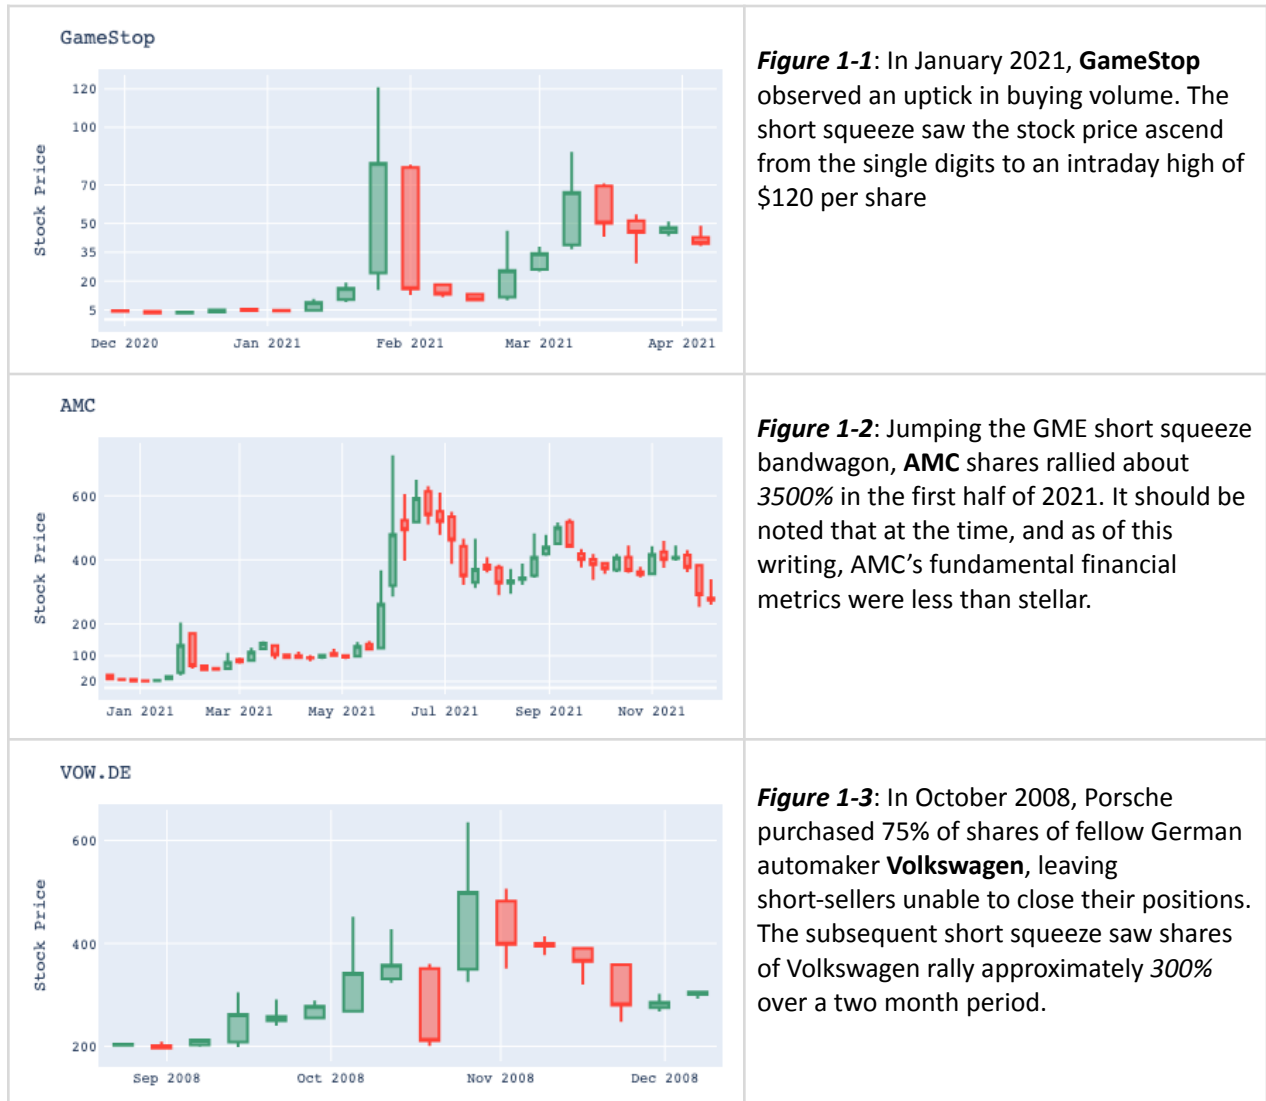 GameStop
Stock Price
120
100
70
50
35
20
5
Dec 2020
Jan 2021
Feb 2021
Mar 2021
Apr 2021
Figure 1-1: In January 2021, GameStop
observed an uptick in buying volume. The
short squeeze saw the stock price ascend
from the single digits to an intraday high of
$120 per share
AMC
Stock Price
600
400
200
100
20
Jan 2021
Mar 2021
May 2021
Jul 2021
Sep 2021
Nov 2021
Figure 1-2: Jumping the GME short squeeze
bandwagon, AMC shares rallied about
3500% in the first half of 2021. It should be
noted that at the time, and as of this
writing, AMC’s fundamental financial
metrics were less than stellar.
VOW.DE
Stock Price
600
400
200
Sep 2008
Oct 2008
Nov 2008
Dec 2008
Figure 1-3: In October 2008, Porsche
purchased 75% of shares of fellow German
automaker Volkswagen, leaving
short-sellers unable to close their positions.
The subsequent short squeeze saw shares
of Volkswagen rally approximately 300%
over a two month period.